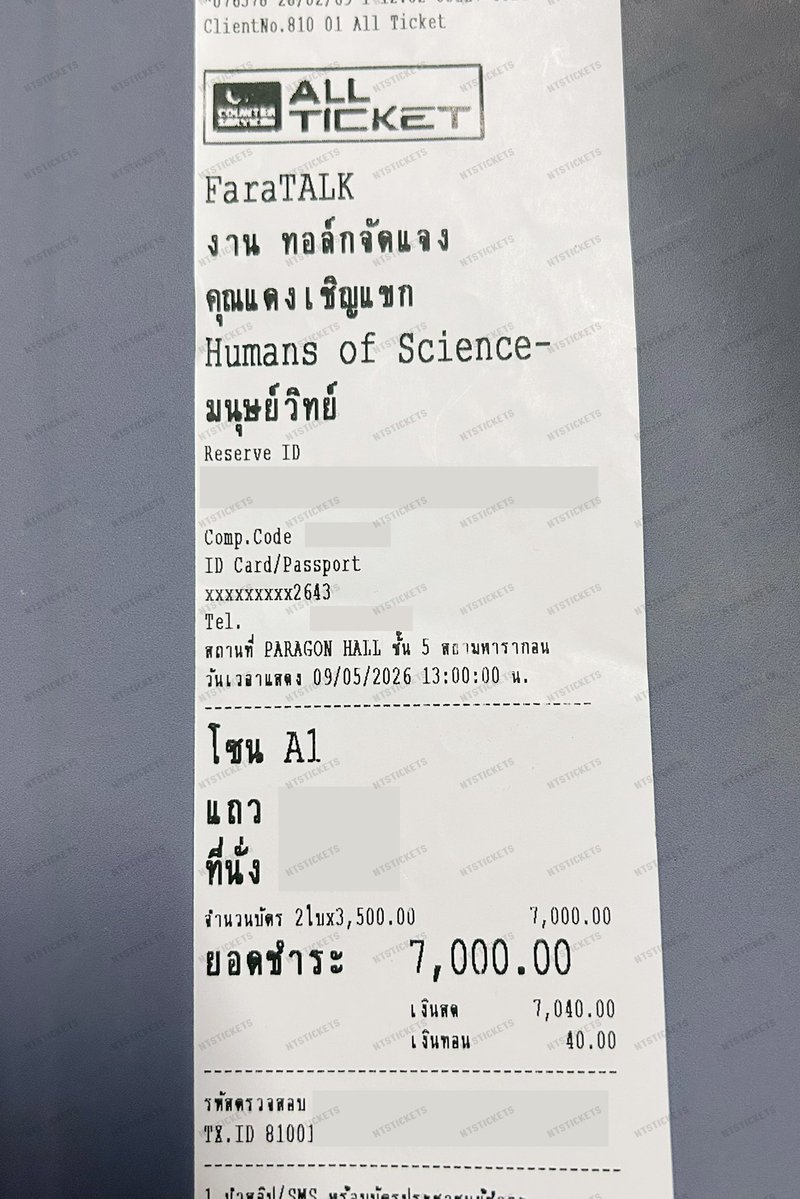 ClientNo.810 01 All Ticket
COUNTER SERVICE
ALL TICKET
FaraTALK
งาน ทอล์กจัดแจง
คุณแดงเชิญแขก
Humans of Science-
มนุษย์วิทย์
Reserve ID
Comp.Code
ID Card/Passport
xxxxxxxxx2643
Tel.
สถานที่ PARAGON HALL ชั้น 5 สยามพารากอน
วันเวลาแสดง 09/05/2026 13:00:00 น.
โซน A1
แถว
ที่นั่ง
จำนวนบัตร 2ใบx3,500.00 7,000.00
ยอดชำระ 7,000.00
เงินสด 7,040.00
เงินทอน 40.00
รหัสตรวจสอบ
TX.ID 81001
NTSTICKETS